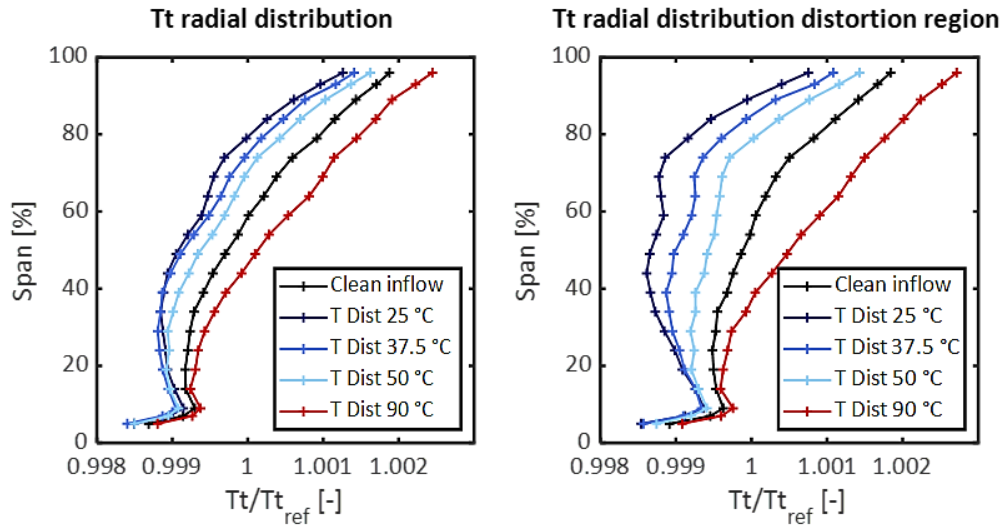 Tt radial distribution
100
80
60
40
20
0
Span [%]
Clean inflow
T Dist 25 °C
T Dist 37.5 °C
T Dist 50 °C
T Dist 90 °C
0.998 0.999 1 1.001 1.002
Tt/Tt_ref [-]
Tt radial distribution distortion region
100
80
60
40
20
0
Span [%]
Clean inflow
T Dist 25 °C
T Dist 37.5 °C
T Dist 50 °C
T Dist 90 °C
0.998 0.999 1 1.001 1.002
Tt/Tt_ref [-]